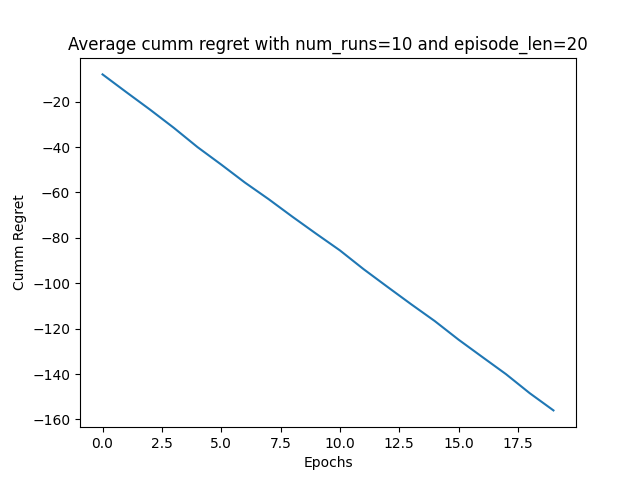 Average cumm regret with num_runs=10 and episode_len=20
−20
−40
−60
−80
−100
−120
−140
−160
Cumm Regret
0.0 2.5 5.0 7.5 10.0 12.5 15.0 17.5
Epochs